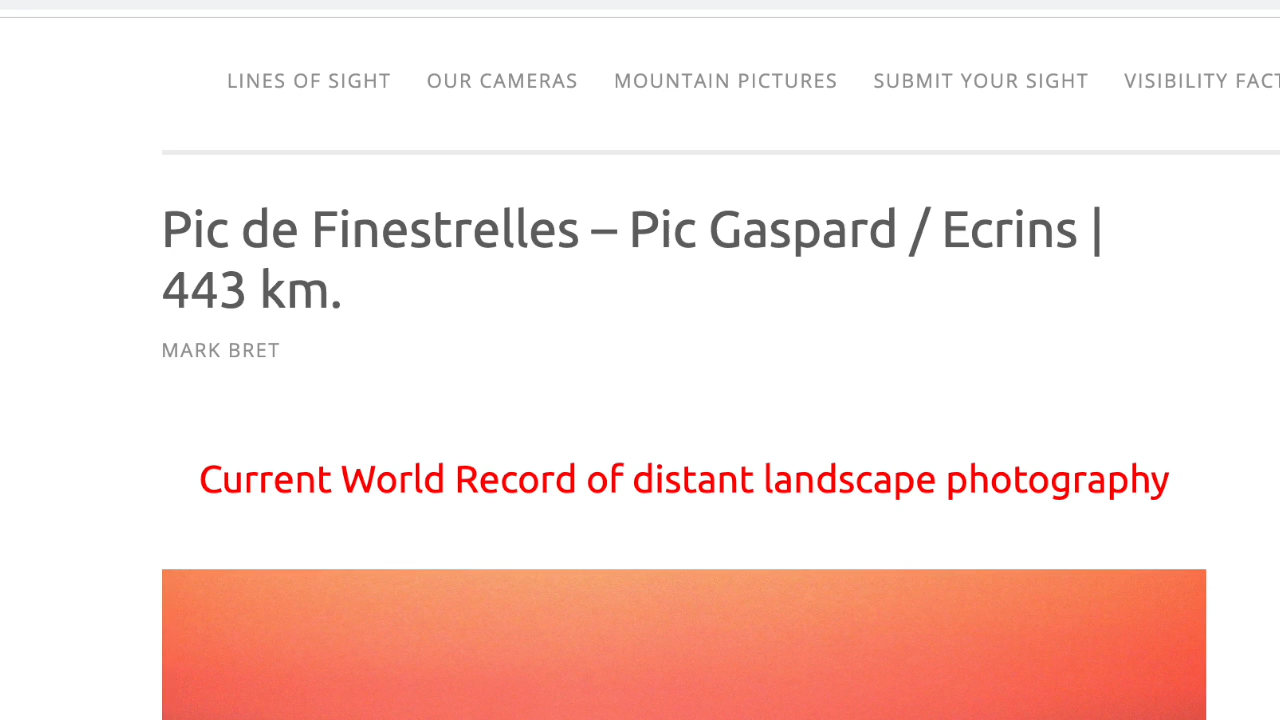 LINES OF SIGHT OUR CAMERAS MOUNTAIN PICTURES SUBMIT YOUR SIGHT VISIBILITY FACT
Pic de Finestrelles – Pic Gaspard / Ecrins |
443 km.
MARK BRET
Current World Record of distant landscape photography